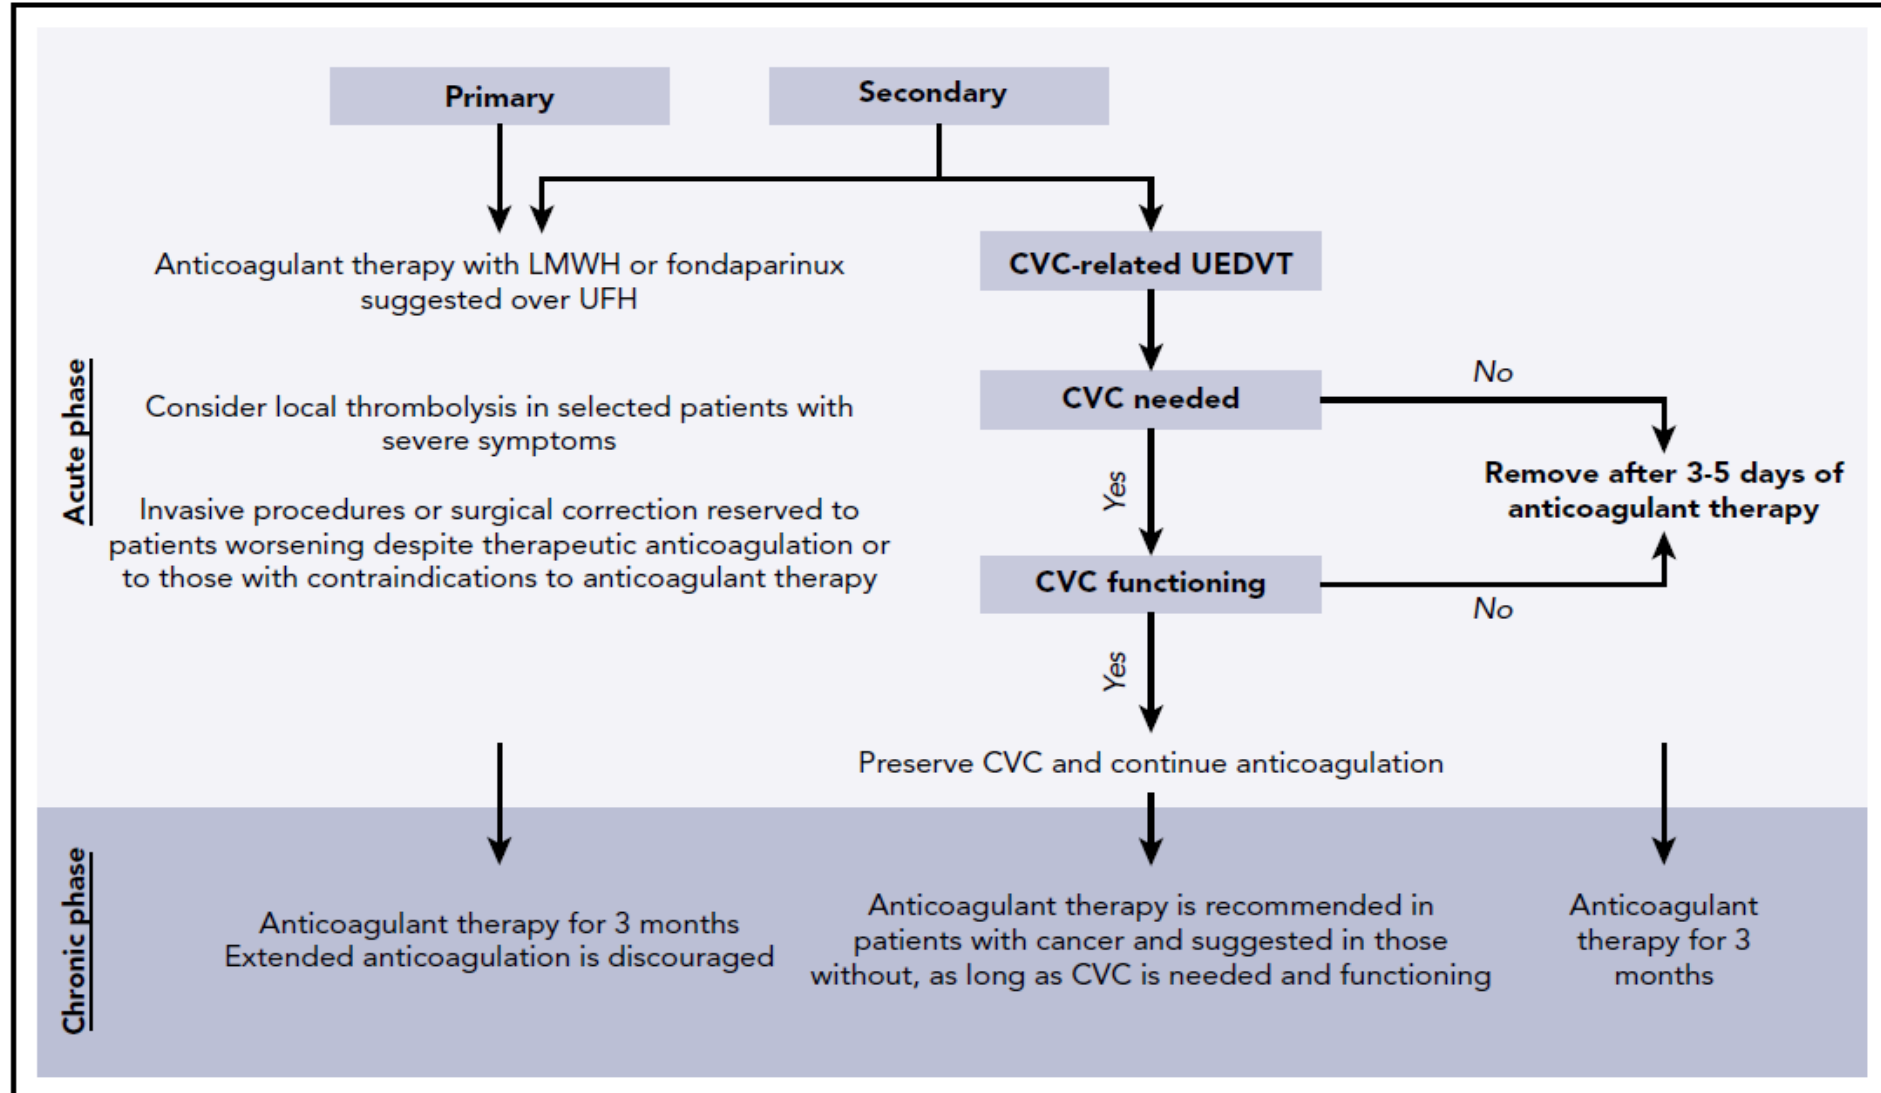 Primary
Secondary
Anticoagulant therapy with LMWH or fondaparinux
suggested over UFH
Consider local thrombolysis in selected patients with
severe symptoms
Invasive procedures or surgical correction reserved to
patients worsening despite therapeutic anticoagulation or
to those with contraindications to anticoagulant therapy
Acute phase
CVC-related UEDVT
CVC needed
No
Yes
Remove after 3-5 days of
anticoagulant therapy
CVC functioning
No
Yes
Preserve CVC and continue anticoagulation
Chronic phase
Anticoagulant therapy for 3 months
Extended anticoagulation is discouraged
Anticoagulant therapy is recommended in
patients with cancer and suggested in those
without, as long as CVC is needed and functioning
Anticoagulant
therapy for 3
months